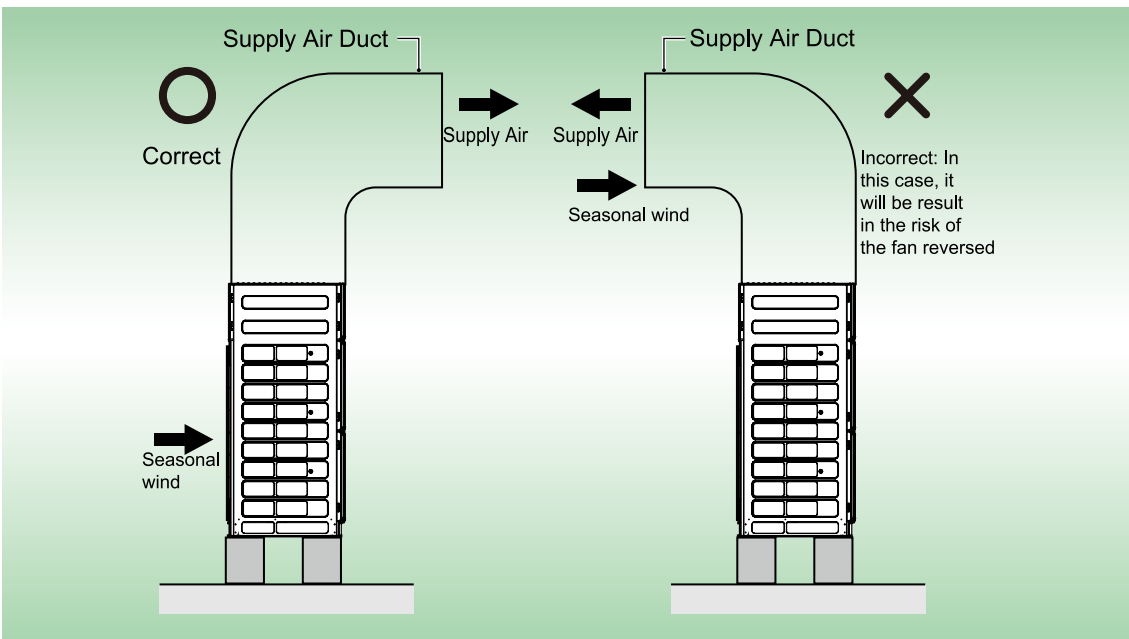 Supply Air Duct
Correct
Supply Air
Seasonal
wind
Supply Air Duct
Supply Air
Seasonal wind
Incorrect: In
this case, it
will be result
in the risk of
the fan reversed